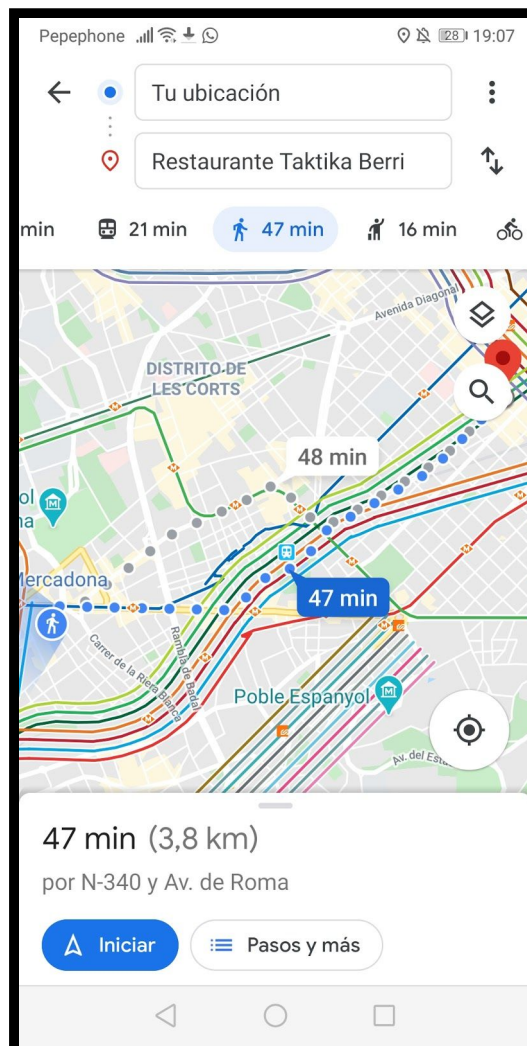 Pepephone
28 19:07
Tu ubicación
Restaurante Taktika Berri
min
21 min
47 min
16 min
Avenida Diagonal
DISTRITO DE
LES CORTS
M
48 min
Mercadona
47 min
Carrer de la Riera Blanca
Rambla de Badal
Poble Espanyol
Av. del Est
47 min (3,8 km)
por N-340 y Av. de Roma
Iniciar
Pasos y más